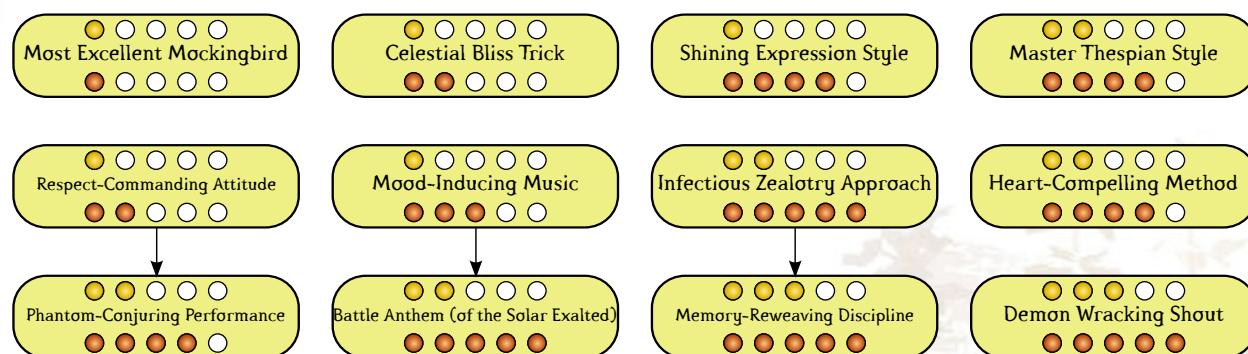 Most Excellent Mockingbird
Celestial Bliss Trick
Shining Expression Style
Master Thespian Style
Respect-Commanding Attitude
Mood-Inducing Music
Infectious Zealotry Approach
Heart-Compelling Method
Phantom-Conjuring Performance
Battle Anthem (of the Solar Exalted)
Memory-Reweaving Discipline
Demon Wracking Shout